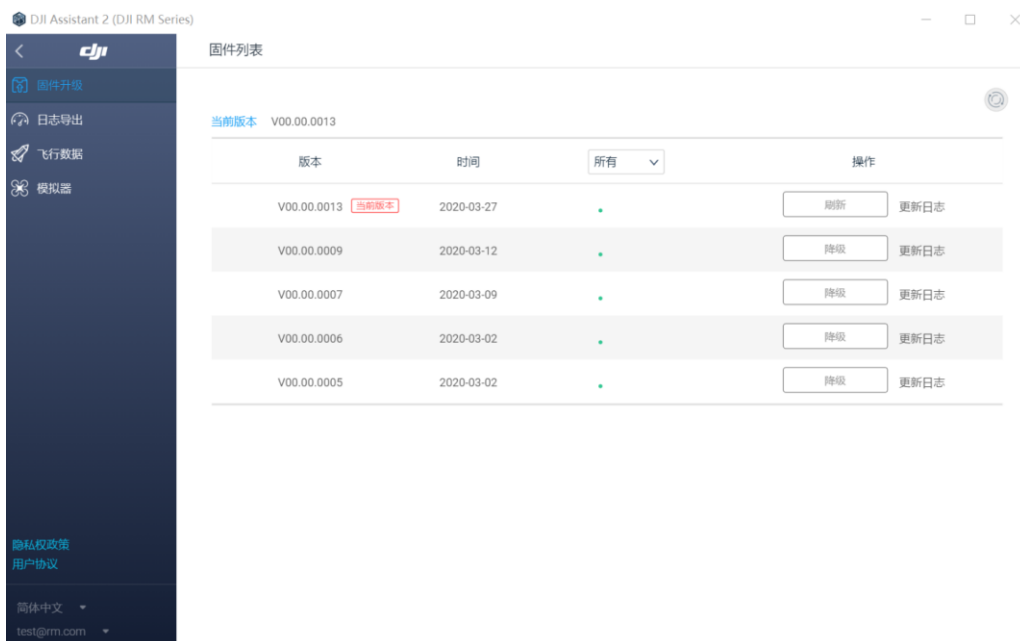 DJI Assistant 2 (DJI RM Series)
dji
固件列表
固件升级
日志导出
飞行数据
模拟器
当前版本 V00.00.0013
版本 时间 所有 操作
V00.00.0013 当前版本 2020-03-27 刷新 更新日志
V00.00.0009 2020-03-12 降级 更新日志
V00.00.0007 2020-03-09 降级 更新日志
V00.00.0006 2020-03-02 降级 更新日志
V00.00.0005 2020-03-02 降级 更新日志
隐私权政策
用户协议
简体中文
test@rm.com